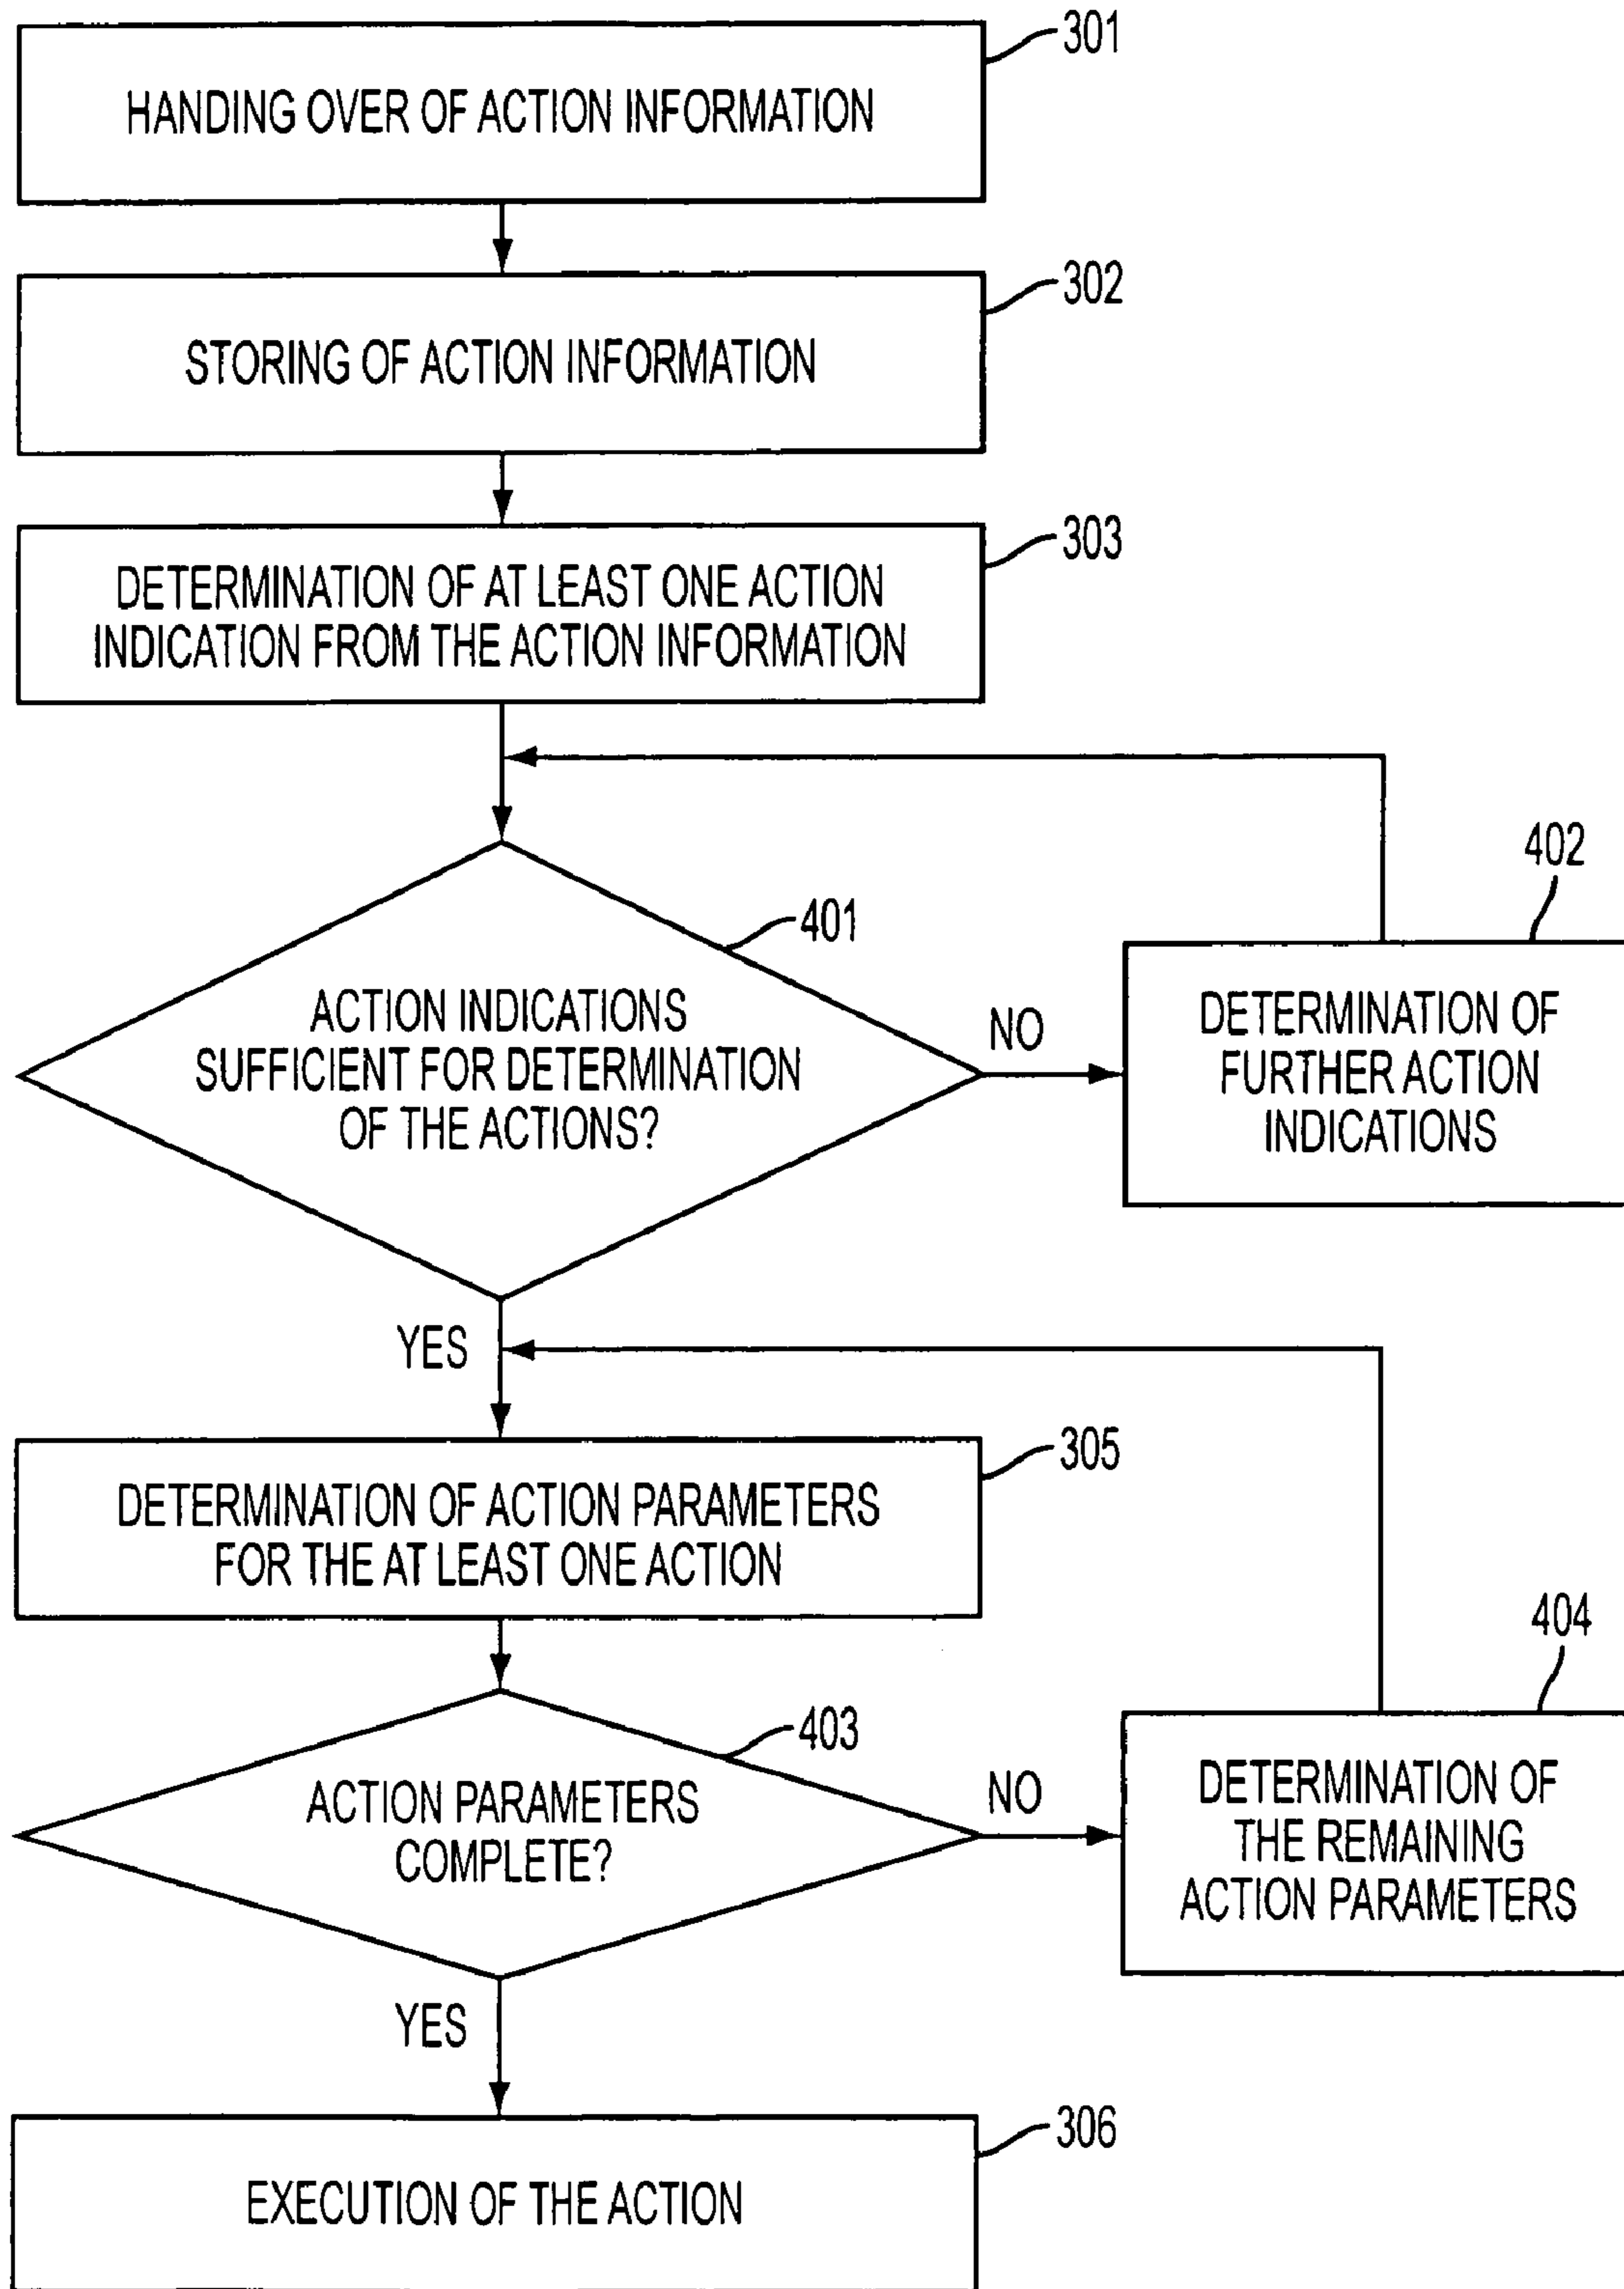 301
HANDING OVER OF ACTION INFORMATION
302
STORING OF ACTION INFORMATION
303
DETERMINATION OF AT LEAST ONE ACTION
INDICATION FROM THE ACTION INFORMATION
401
ACTION INDICATIONS
SUFFICIENT FOR DETERMINATION
OF THE ACTIONS?
NO
402
DETERMINATION OF
FURTHER ACTION
INDICATIONS
YES
305
DETERMINATION OF ACTION PARAMETERS
FOR THE AT LEAST ONE ACTION
403
ACTION PARAMETERS
COMPLETE?
NO
404
DETERMINATION OF
THE REMAINING
ACTION PARAMETERS
YES
306
EXECUTION OF THE ACTION